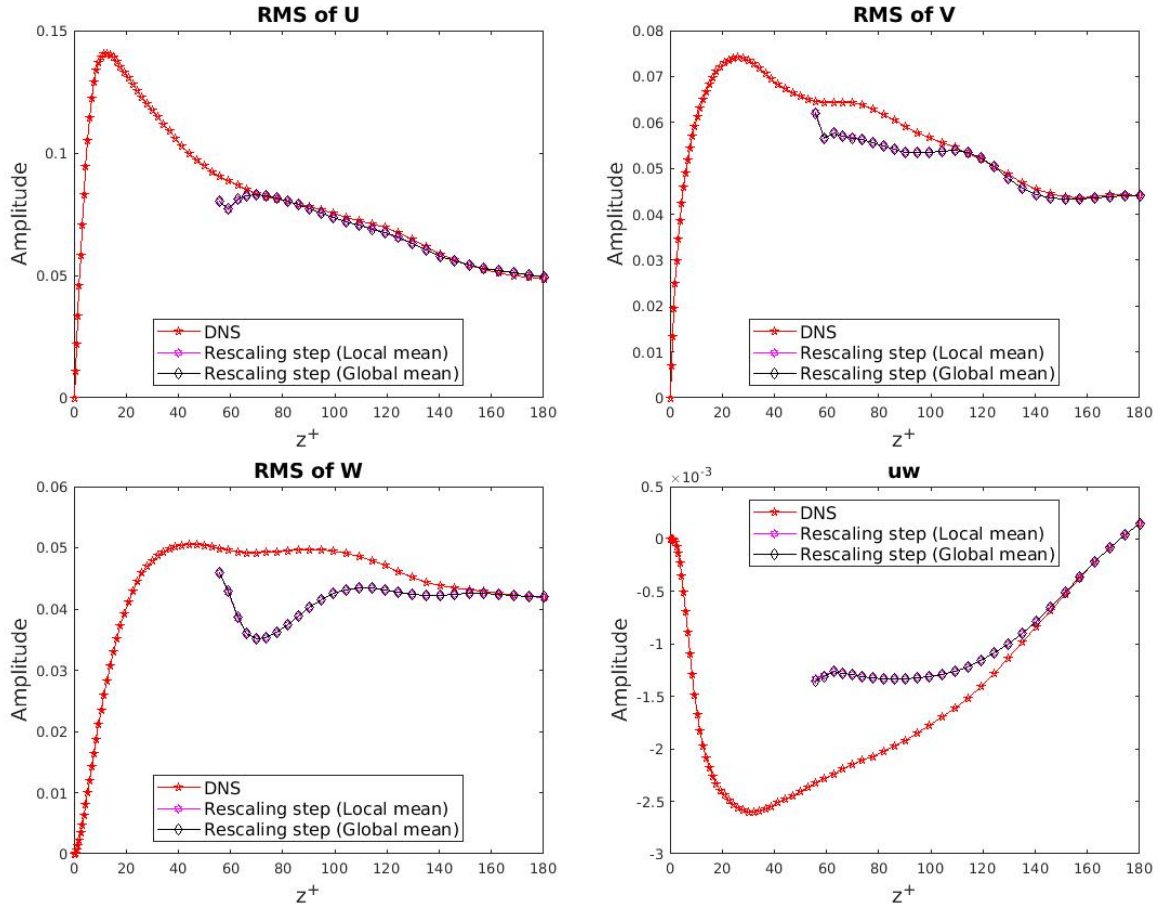 RMS of U
0.15
0.1
0.05
0
Amplitude
0 20 40 60 80 100 120 140 160 180
z+
DNS
Rescaling step (Local mean)
Rescaling step (Global mean)
RMS of V
0.08
0.07
0.06
0.05
0.04
0.03
0.02
0.01
0
Amplitude
0 20 40 60 80 100 120 140 160 180
z+
DNS
Rescaling step (Local mean)
Rescaling step (Global mean)
RMS of W
0.06
0.05
0.04
0.03
0.02
0.01
0
Amplitude
0 20 40 60 80 100 120 140 160 180
z+
DNS
Rescaling step (Local mean)
Rescaling step (Global mean)
uw
×10-3
0.5
0
-0.5
-1
-1.5
-2
-2.5
-3
Amplitude
0 20 40 60 80 100 120 140 160 180
z+
DNS
Rescaling step (Local mean)
Rescaling step (Global mean)